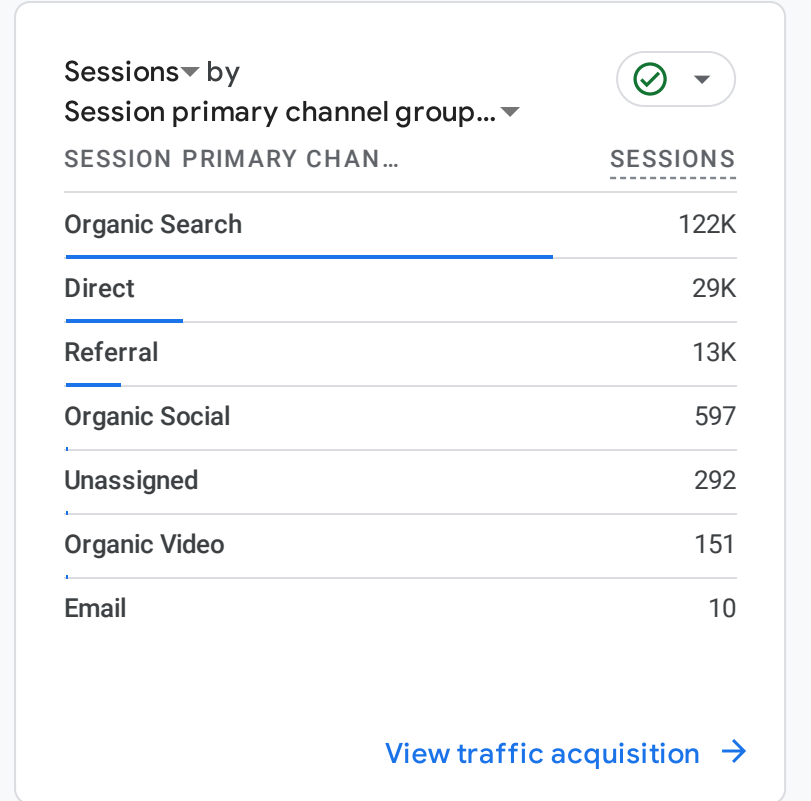 Sessions by
Session primary channel group...
SESSION PRIMARY CHAN... SESSIONS
Organic Search 122K
Direct 29K
Referral 13K
Organic Social 597
Unassigned 292
Organic Video 151
Email 10
View traffic acquisition